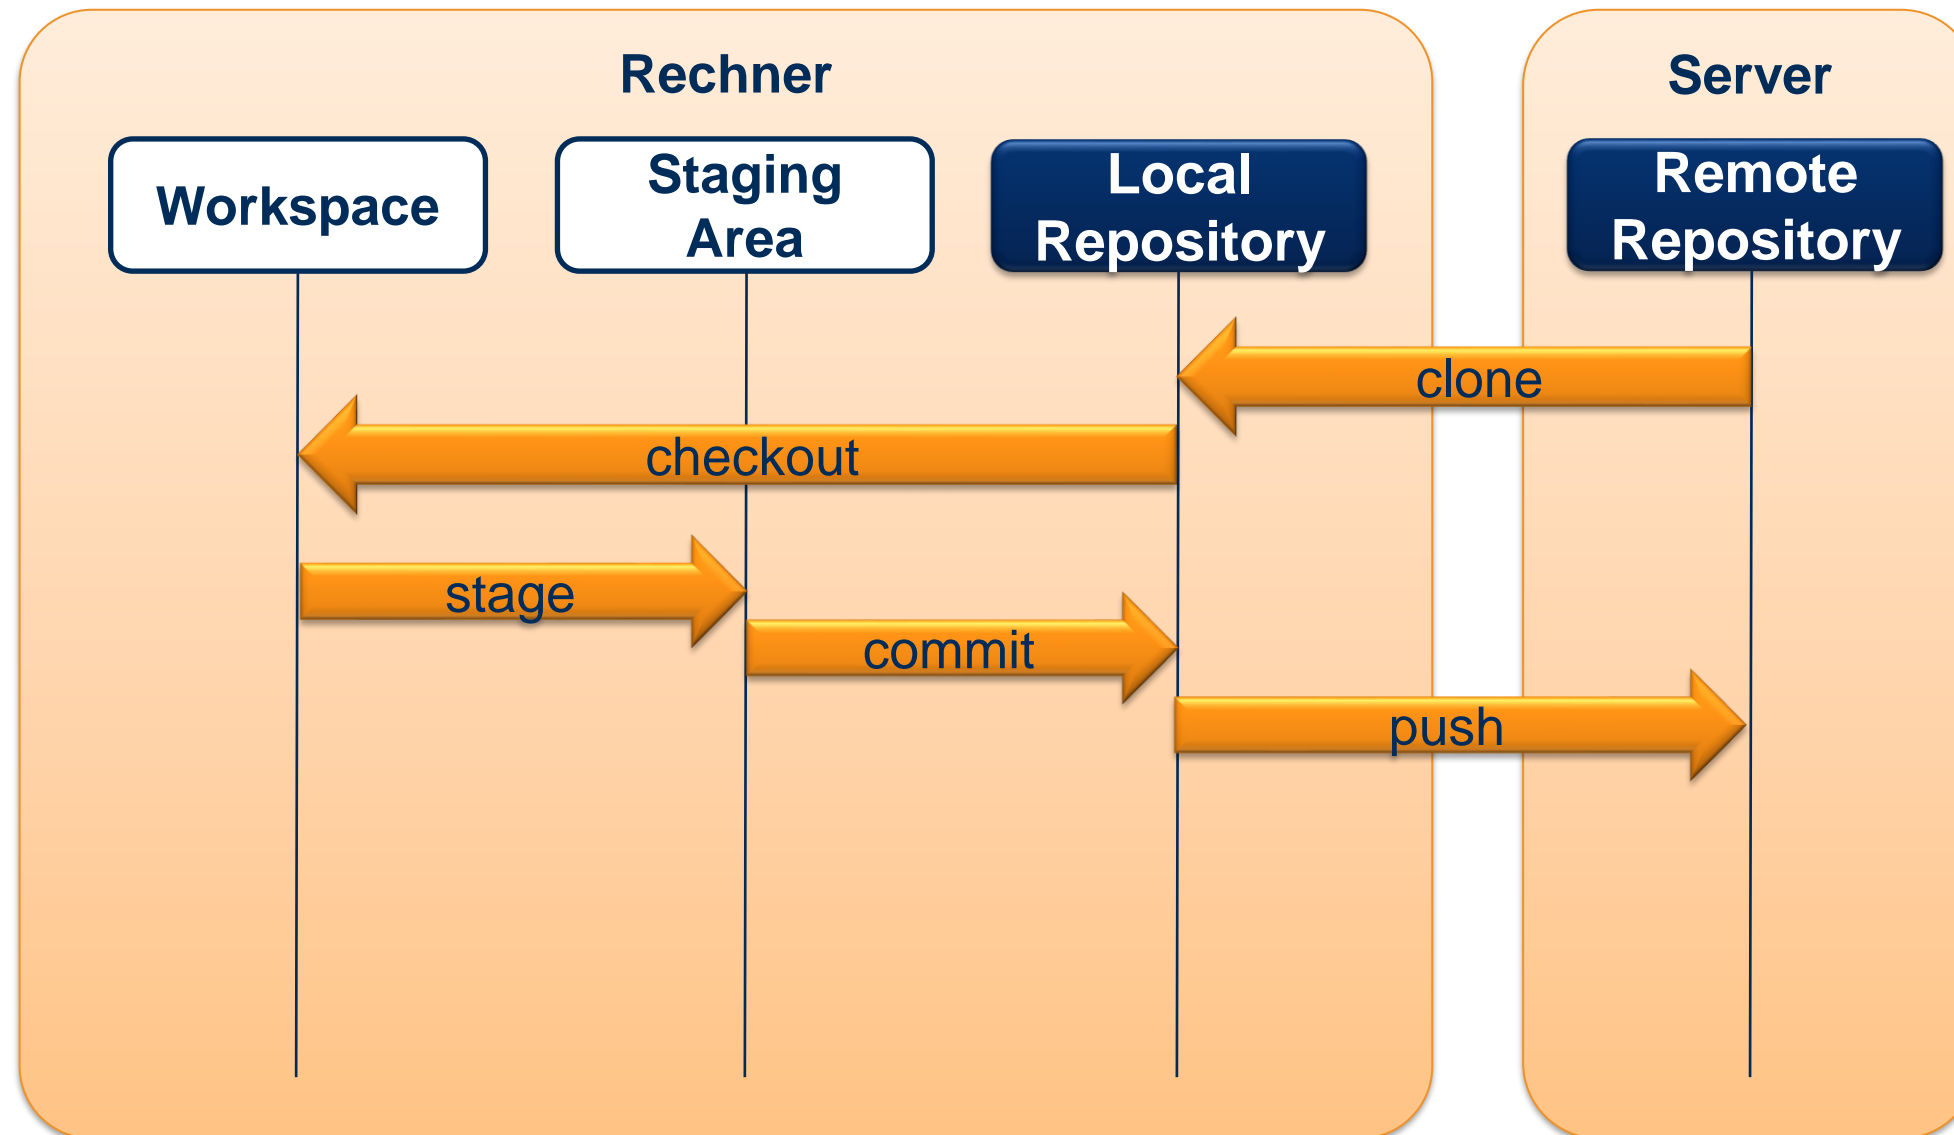 Rechner
Server
Workspace
Staging
Area
Local
Repository
Remote
Repository
clone
checkout
stage
commit
push